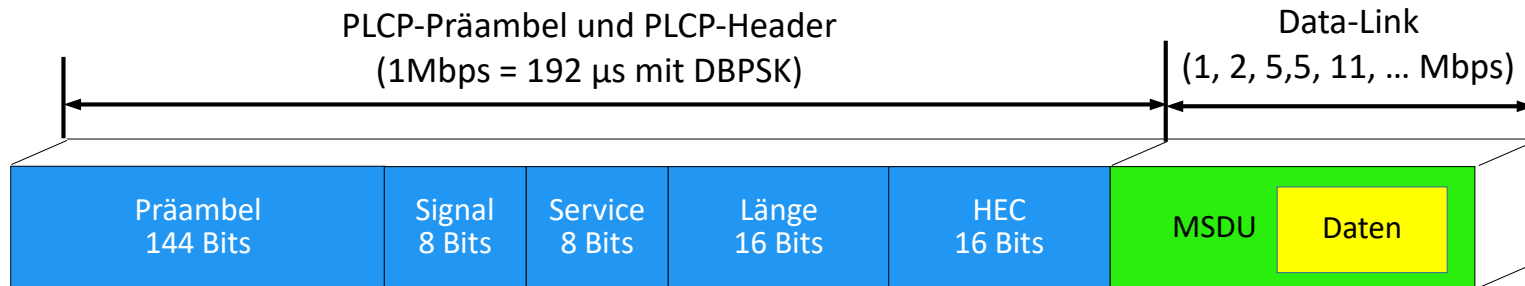 PLCP-Präambel und PLCP-Header
(1Mbps = 192 µs mit DBPSK)
Data-Link
(1, 2, 5,5, 11, … Mbps)
Präambel
144 Bits
Signal
8 Bits
Service
8 Bits
Länge
16 Bits
HEC
16 Bits
MSDU
Daten